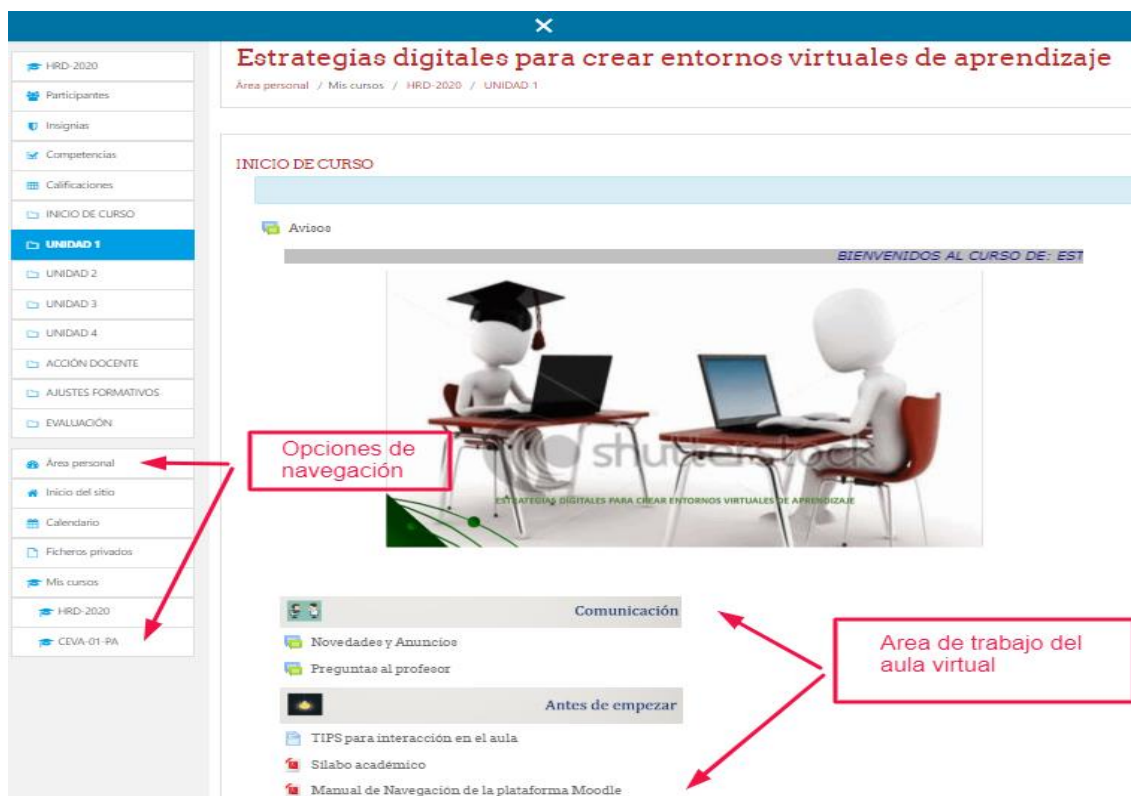 Estrategias digitales para crear entornos virtuales de aprendizaje
Área personal / Mis cursos / HRD-2020 / UNIDAD 1
HRD-2020
Participantes
Insignias
Competencias
Calificaciones
INICIO DE CURSO
UNIDAD 1
UNIDAD 2
UNIDAD 3
UNIDAD 4
ACCIÓN DOCENTE
AJUSTES FORMATIVOS
EVALUACIÓN
Área personal
Inicio del sitio
Calendario
Ficheros privados
Mis cursos
HRD-2020
CEVA-01-PA
Opciones de
navegación
INICIO DE CURSO
Avisos
BIENVENIDOS AL CURSO DE: EST
shutterstock
ESTRATEGIAS DIGITALES PARA CREAR ENTORNOS VIRTUALES DE APRENDIZAJE
Comunicación
Novedades y Anuncios
Preguntas al profesor
Antes de empezar
TIPS para interacción en el aula
Sílabo académico
Manual de Navegación de la plataforma Moodle
Area de trabajo del
aula virtual